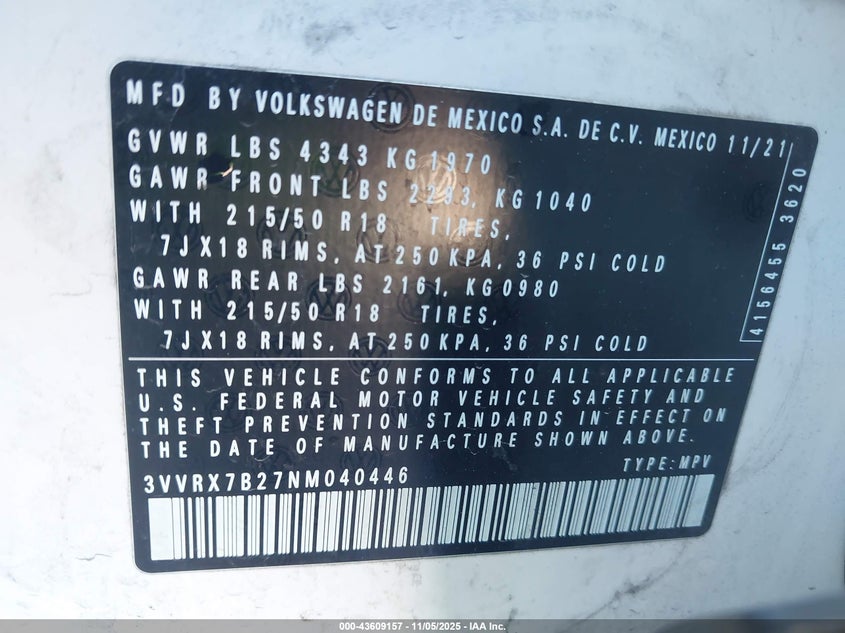 MFD BY VOLKSWAGEN DE MEXICO S.A. DE C.V. MEXICO 11/21
GVWR LBS 4343 KG 1970
GAWR FRONT LBS 2293, KG 1040
WITH 215/50 R18 TIRES,
7JX18 RIMS, AT 250 KPA, 36 PSI COLD
GAWR REAR LBS 2161, KG0980
WITH 215/50 R18 TIRES,
7JX18 RIMS, AT 250 KPA, 36 PSI COLD
4156455 3620
THIS VEHICLE CONFORMS TO ALL APPLICABLE
U.S. FEDERAL MOTOR VEHICLE SAFETY AND
THEFT PREVENTION STANDARDS IN EFFECT ON
THE DATE OF MANUFACTURE SHOWN ABOVE.
TYPE: MPV
3VVRX7B27NM040446
000-43609157 - 11/05/2025 - IAA Inc.